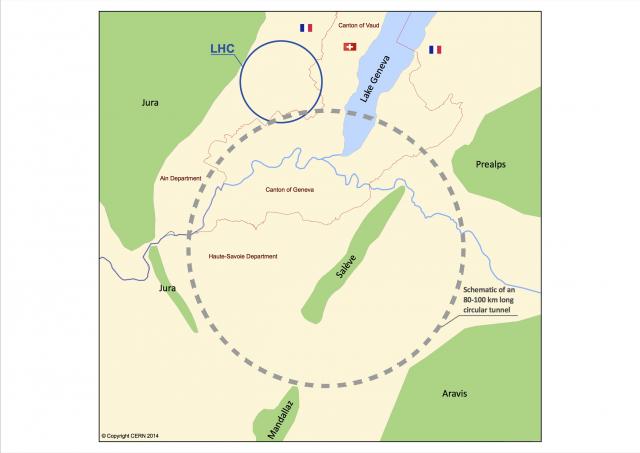 Canton of Vaud
LHC
Lake Geneva
Jura
Prealps
Ain Department
Canton of Geneva
Haute-Savoie Department
Salève
Jura
Schematic of an
80-100 km long
circular tunnel
Aravis
Mandallaz
© Copyright CERN 2014